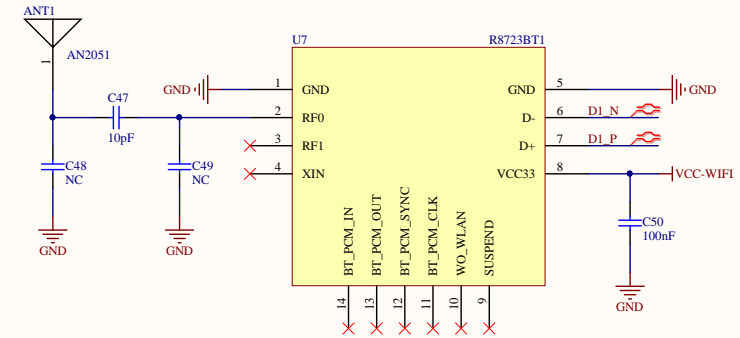 ANT1
AN2051
1
C47
10pF
C48
NC
C49
NC
GND
GND
GND
U7
R8723BT1
1
GND
2
RF0
3
RF1
4
XIN
GND
5
D-
6
D1_N
D+
7
D1_P
VCC33
8
GND
VCC-WIFI
C50
100nF
GND
BT_PCM_IN
BT_PCM_OUT
BT_PCM_SYNC
BT_PCM_CLK
WO_WLAN
SUSPEND
14
13
12
11
10
9